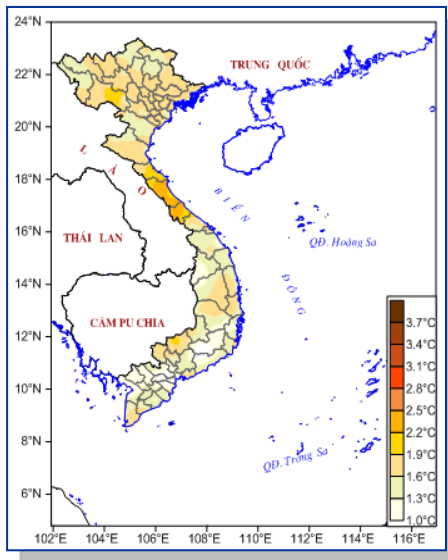 24°N
22°N
20°N
18°N
16°N
14°N
12°N
10°N
8°N
6°N
TRUNG QUỐC
LÀO
THÁI LAN
CĂM PU CHIA
BIỂN ĐÔNG
QĐ. Hoàng Sa
QĐ. Trường Sa
3.7°C
3.4°C
3.1°C
2.8°C
2.5°C
2.2°C
1.9°C
1.6°C
1.3°C
1.0°C
102°E 104°E 106°E 108°E 110°E 112°E 114°E 116°E